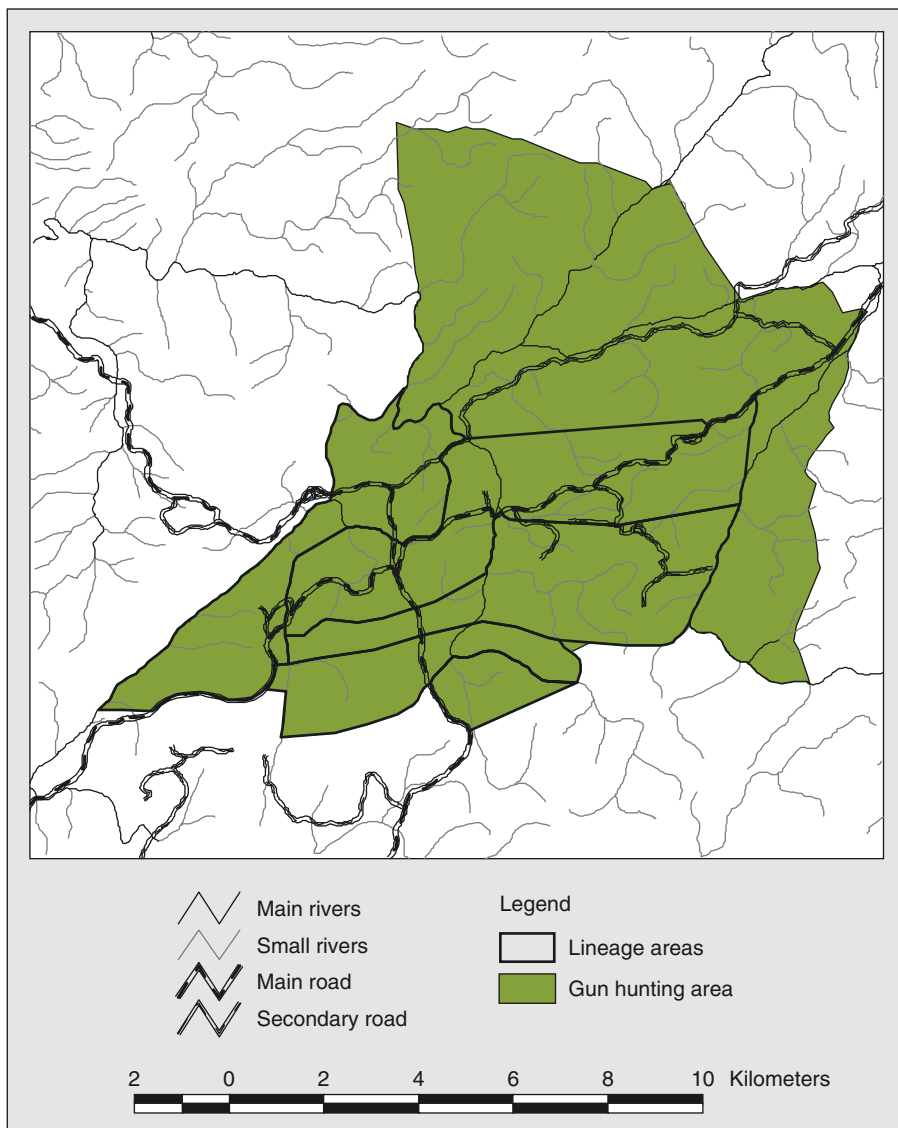 Main rivers
Small rivers
Main road
Secondary road
Legend
Lineage areas
Gun hunting area
2 0 2 4 6 8 10 Kilometers